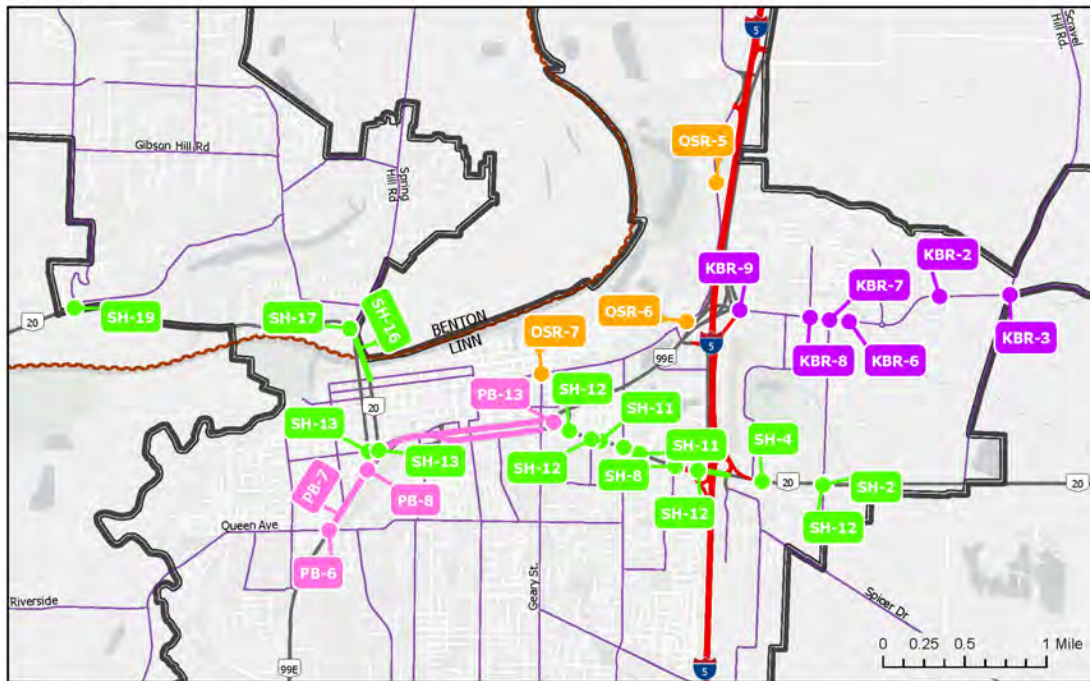 5
Scravel
Hill Rd.
OSR-5
Gibson Hill Rd
Spring
Hill Rd
KBR-9
KBR-2
KBR-7
SH-19
20
SH-17
SH-16
BENTON
LINN
OSR-6
OSR-7
99E
5
KBR-8
KBR-6
KBR-3
PB-13
SH-12
SH-11
20
SH-13
SH-13
SH-12
SH-8
SH-11
SH-4
20
SH-2
20
PB-7
PB-8
SH-12
SH-12
Queen Ave
PB-6
Geary St.
Riverside
Spicer Dr
99E
5
0 0.25 0.5 1 Mile